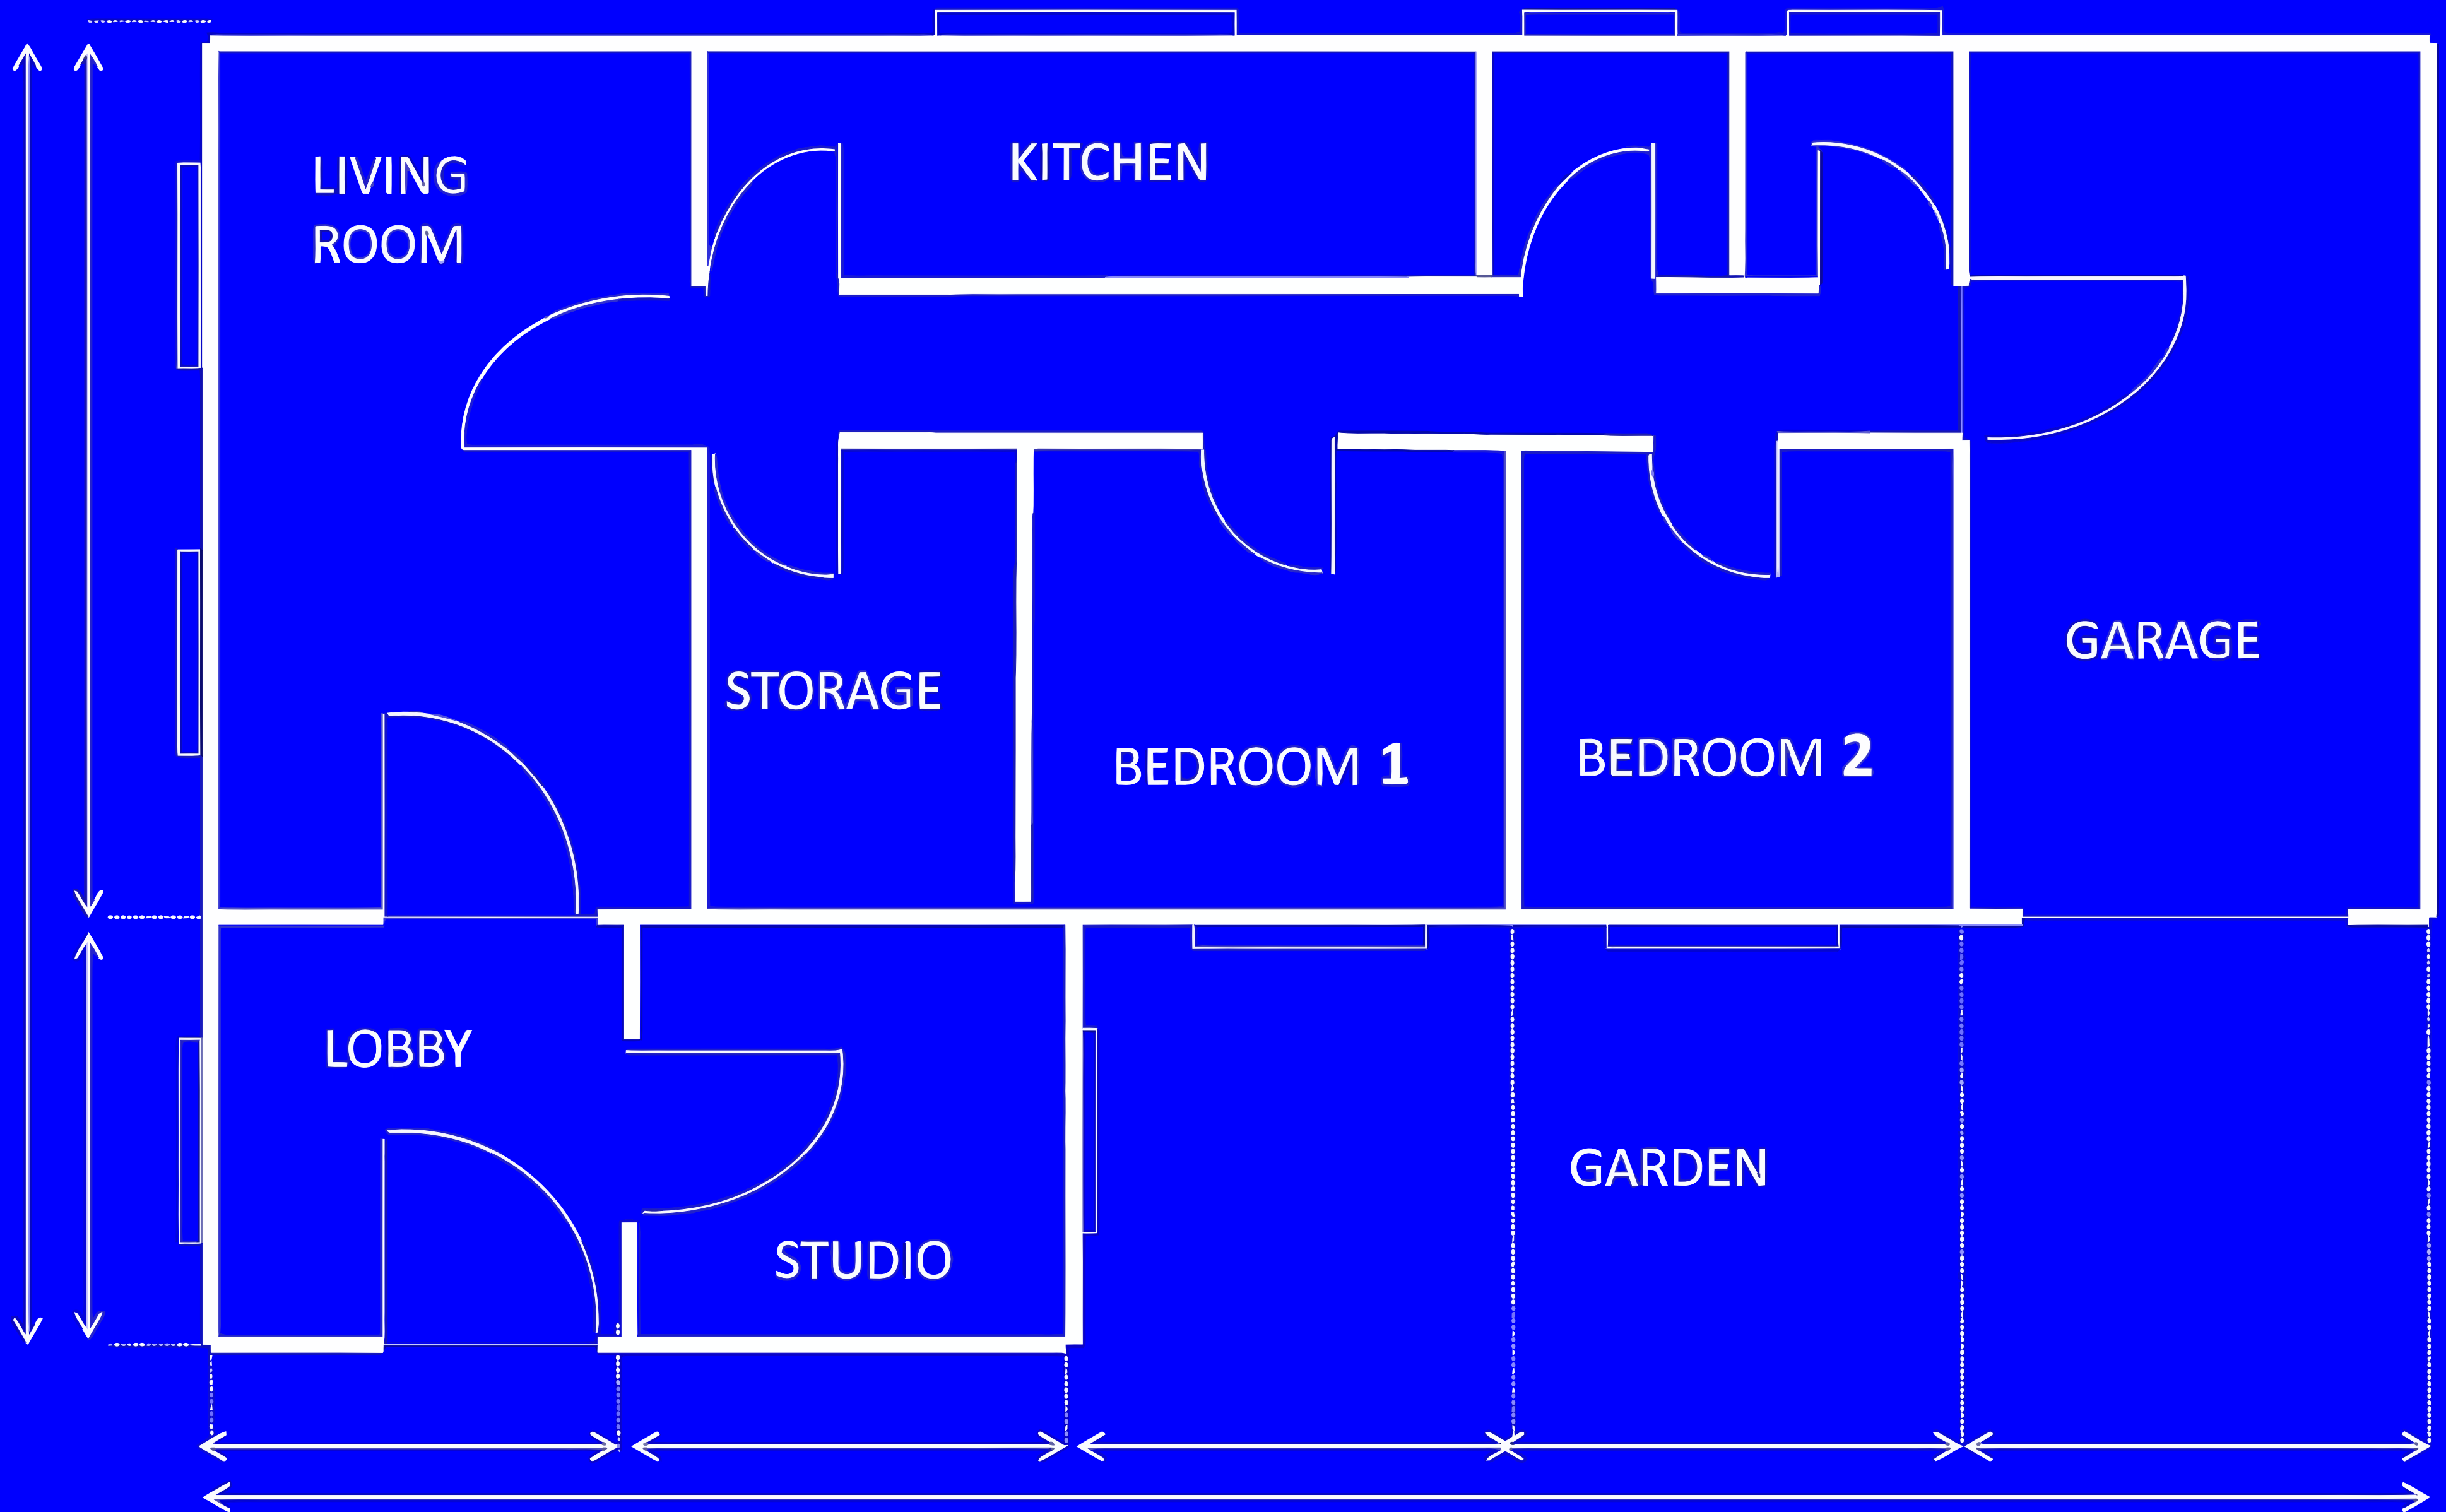 LIVING
ROOM
KITCHEN
GARAGE
STORAGE
BEDROOM 1
BEDROOM 2
LOBBY
GARDEN
STUDIO